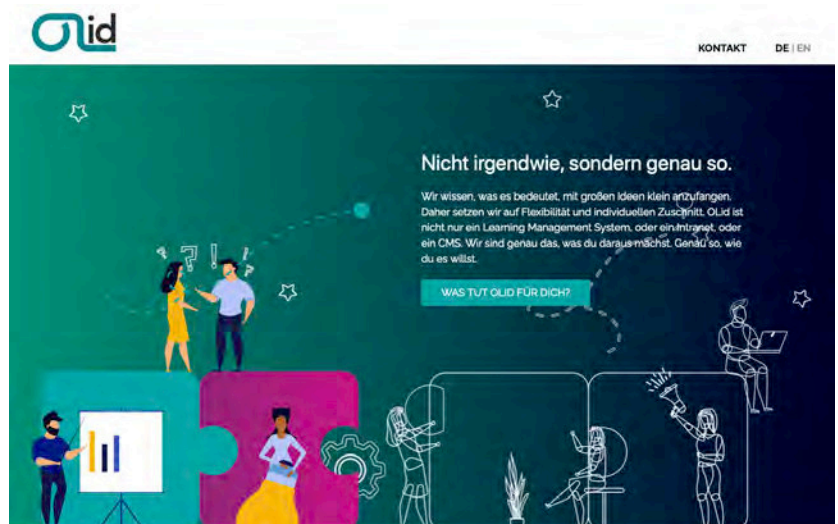 OLid
KONTAKT DE | EN
Nicht irgendwie, sondern genau so.
Wir wissen, was es bedeutet, mit großen Ideen klein anzufangen.
Daher setzen wir auf Flexibilität und individuellen Zuschnitt. OLid ist
nicht nur ein Learning Management System, oder ein Intranet, oder
ein CMS. Wir sind genau das, was du daraus machst. Genau so, wie
du es willst.
WAS TUT OLID FÜR DICH?
? ? ! ! ?